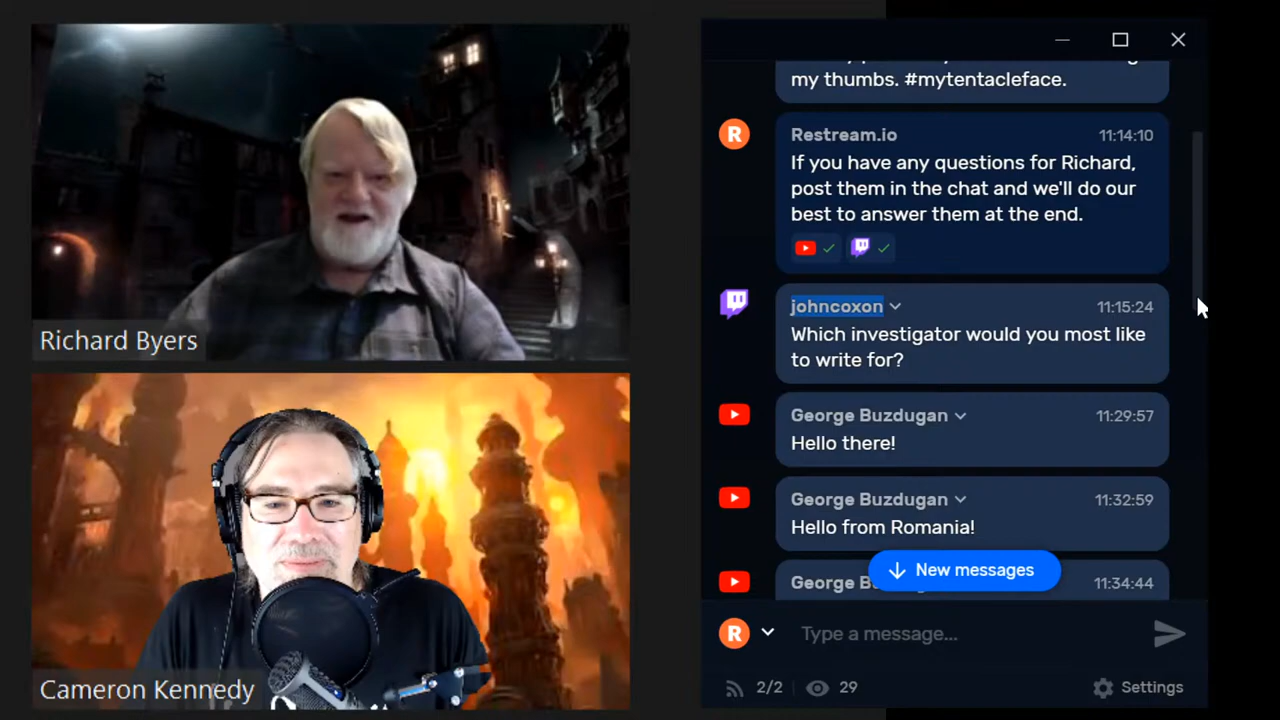 Richard Byers
Cameron Kennedy
my thumbs. #mytentacleface.
R
Restream.io
11:14:10
If you have any questions for Richard,
post them in the chat and we'll do our
best to answer them at the end.
johncoxon
11:15:24
Which investigator would you most like
to write for?
George Buzdugan
11:29:57
Hello there!
George Buzdugan
11:32:59
Hello from Romania!
George
11:34:44
New messages
R
Type a message...
2/2
29
Settings